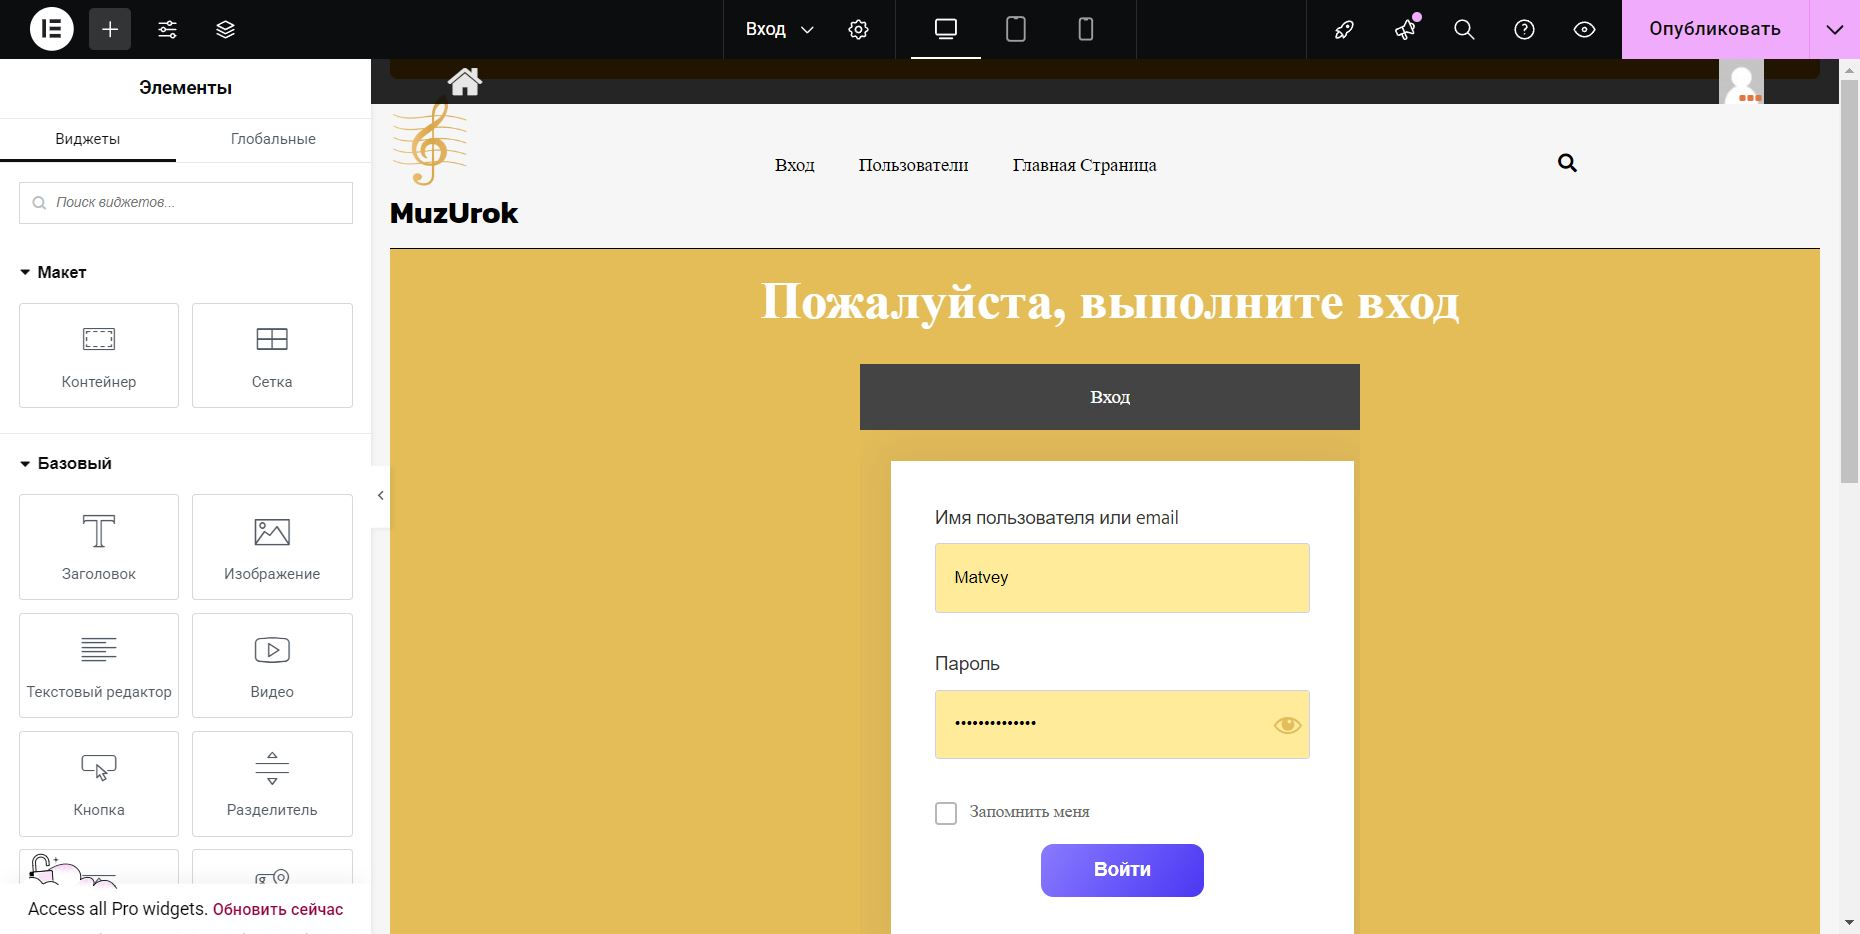 Вход
Опубликовать
Элементы
Виджеты
Глобальные
Поиск виджетов...
Макет
Контейнер
Сетка
Базовый
Заголовок
Изображение
Текстовый редактор
Видео
Кнопка
Разделитель
Access all Pro widgets. Обновить сейчас
Вход
Пользователи
Главная Страница
MuzUrok
Пожалуйста, выполните вход
Вход
Имя пользователя или email
Matvey
Пароль
••••••••••••••
Запомнить меня
Войти